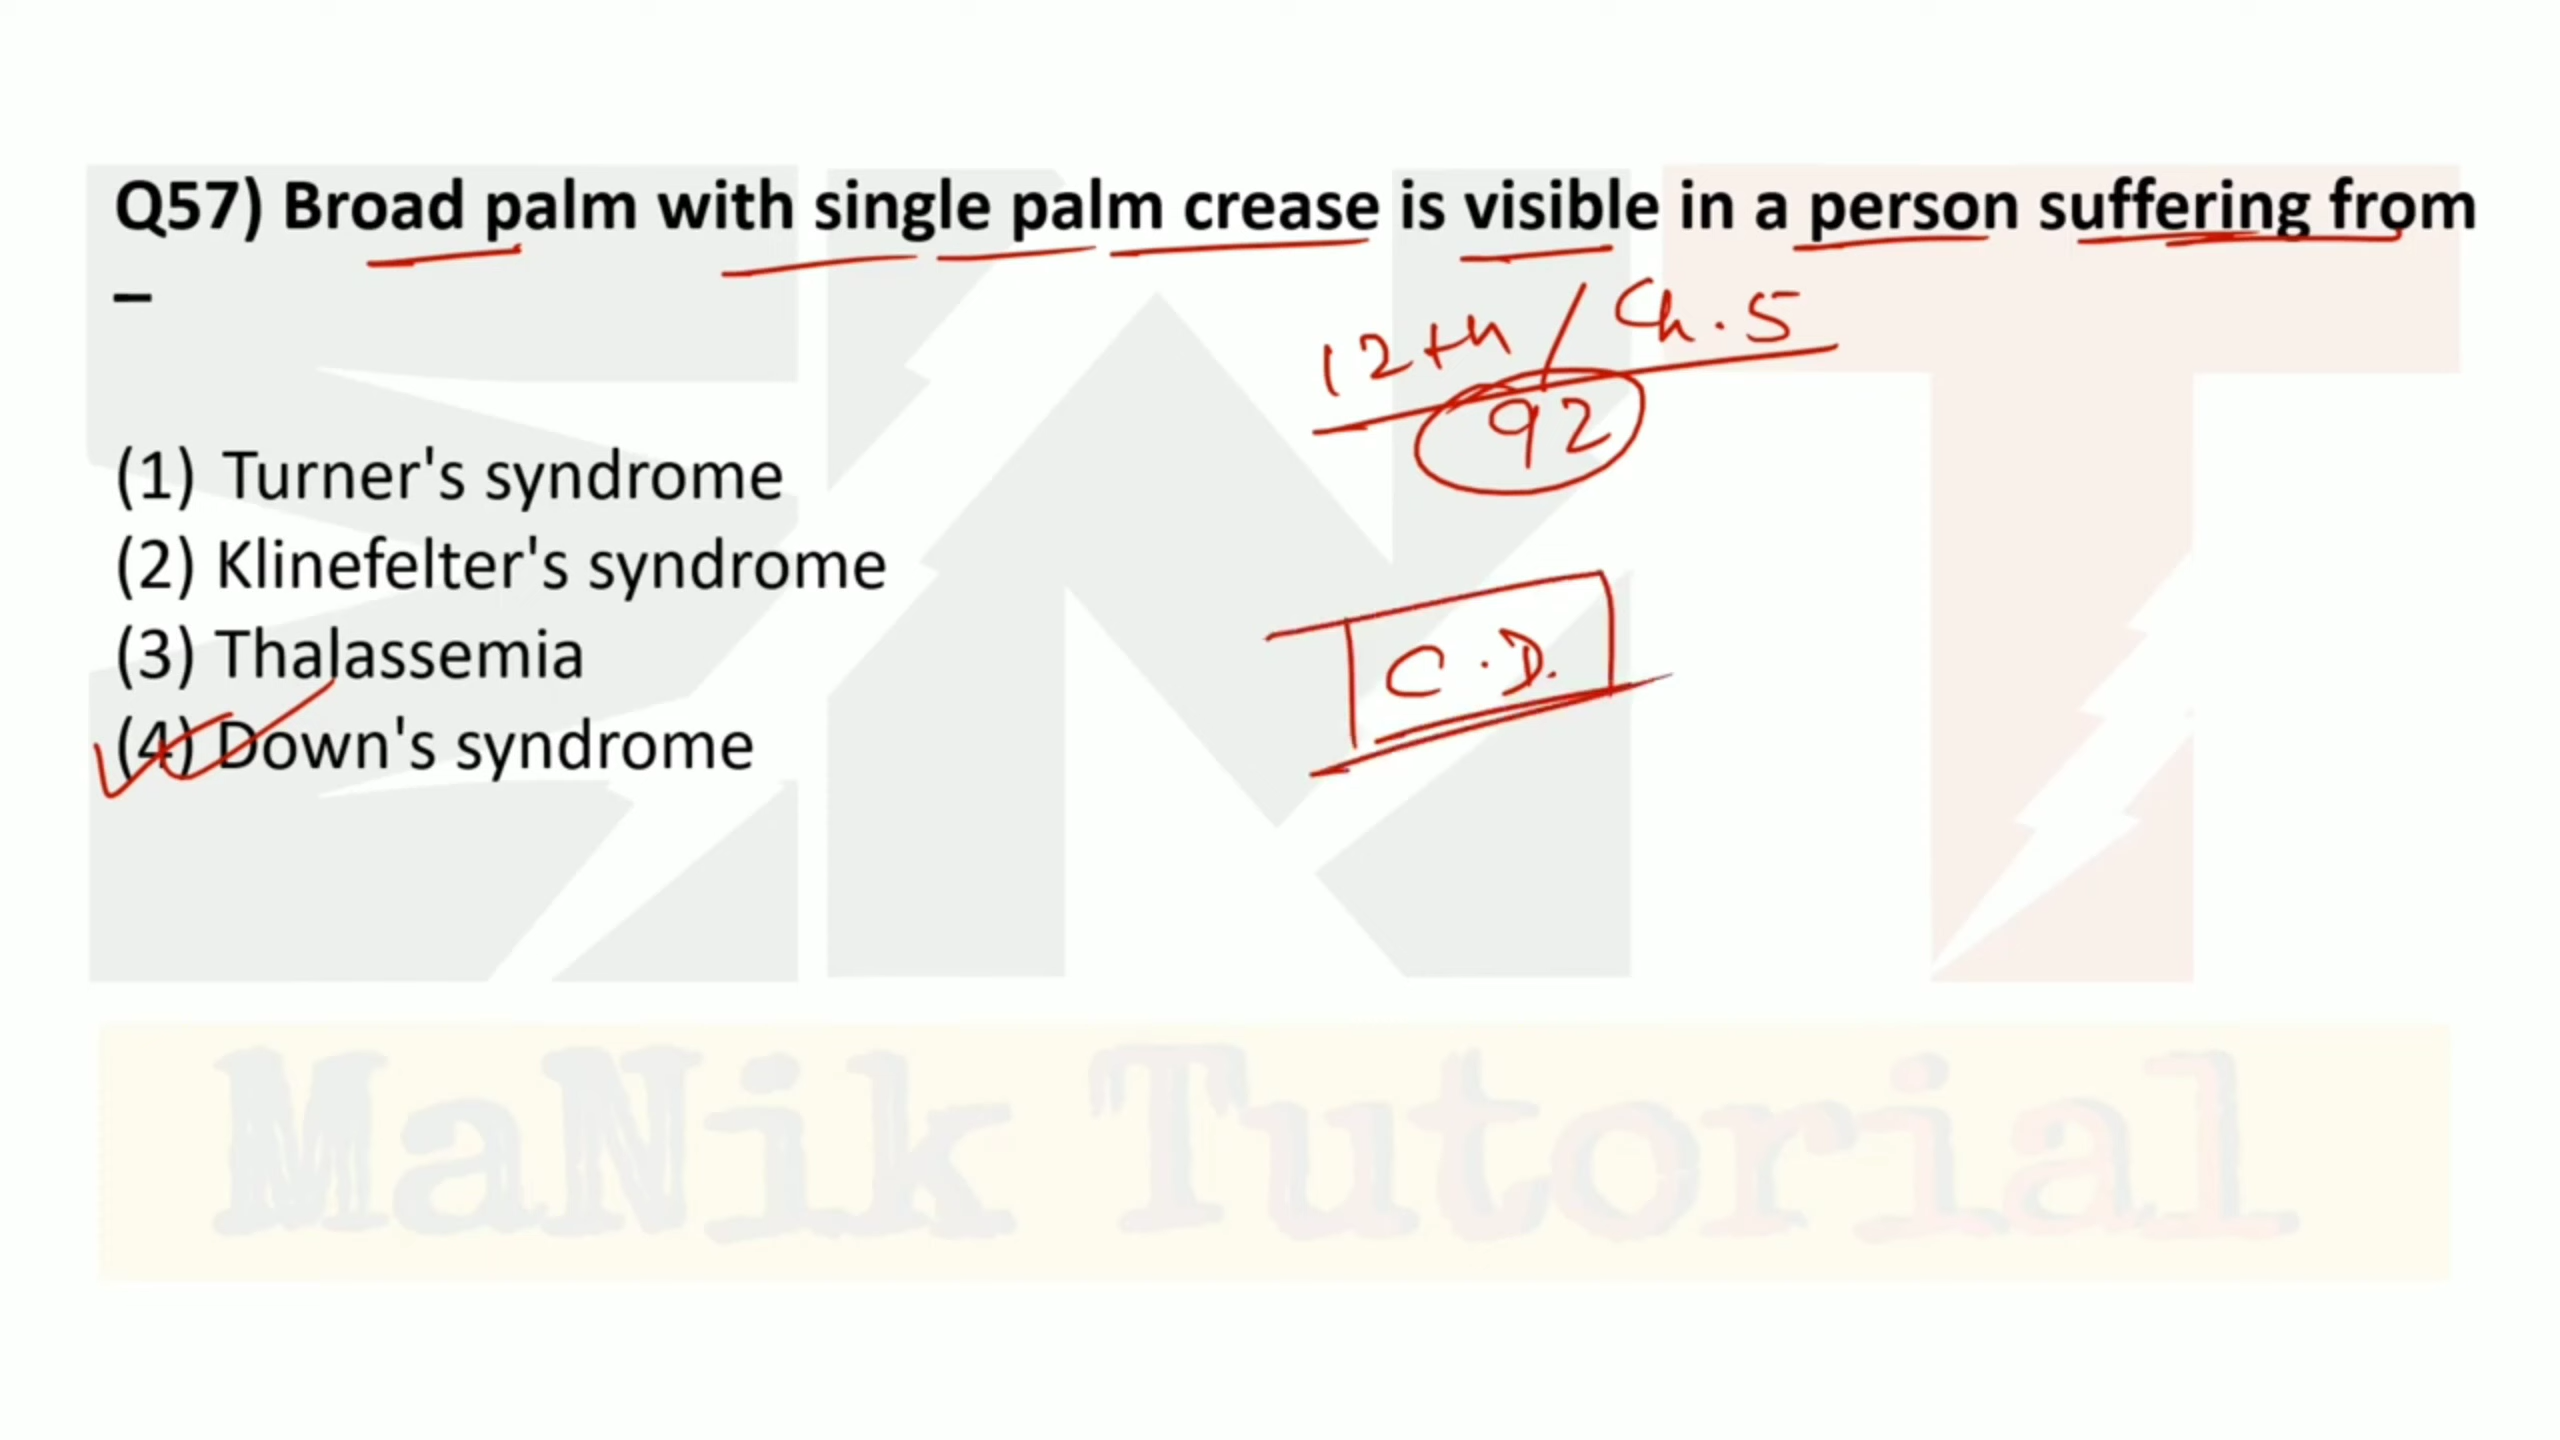 Q57) Broad palm with single palm crease is visible in a person suffering from
–
12th / Ch. 5
92
(1) Turner's syndrome
(2) Klinefelter's syndrome
(3) Thalassemia
C.D.
(4) Down's syndrome
MaNik Tutorial